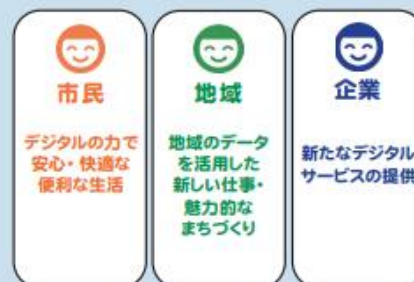 市民
デジタルの力で
安心・快適な
便利な生活
地域
地域のデータ
を活用した
新しい仕事・
魅力的な
まちづくり
企業
新たなデジタル
サービスの提供